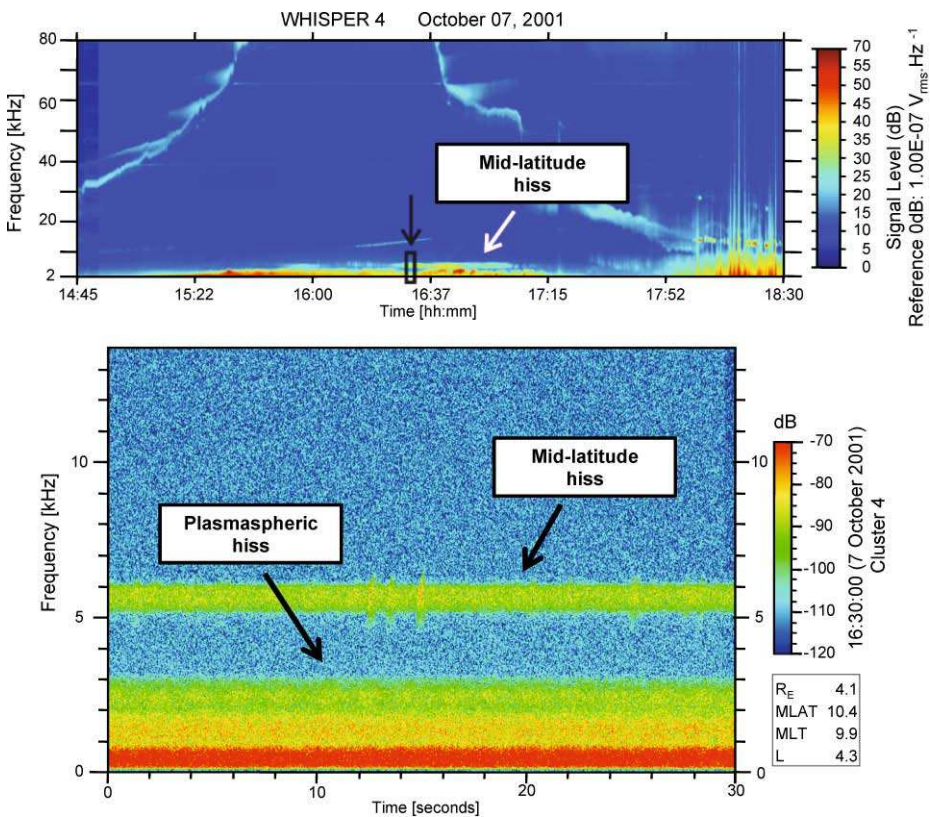 WHISPER 4 October 07, 2001
80
60
40
20
2
Frequency [kHz]
Mid-latitude
hiss
14:45 15:22 16:00 16:37 17:15 17:52 18:30
Time [hh:mm]
70
65
60
55
50
45
40
35
30
25
20
15
10
5
0
Signal Level (dB)
Reference 0dB: 1.00E-07 Vrms.Hz⁻¹
10
5
0
Frequency [kHz]
Mid-latitude
hiss
Plasmaspheric
hiss
10
5
0
0 10 20 30
Time [seconds]
dB
-70
-80
-90
-100
-110
-120
16:30:00 (7 October 2001)
Cluster 4
RE 4.1
MLAT 10.4
MLT 9.9
L 4.3